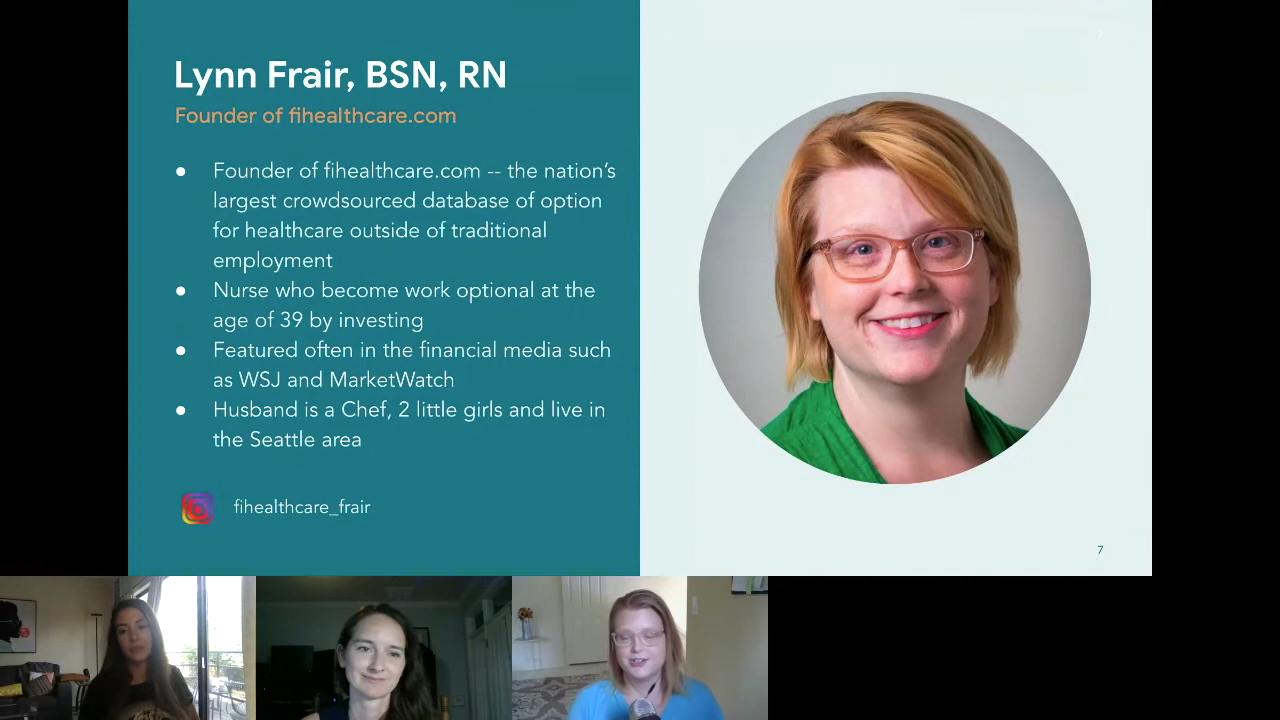 Lynn Frair, BSN, RN
Founder of fihealthcare.com
● Founder of fihealthcare.com -- the nation’s
largest crowdsourced database of option
for healthcare outside of traditional
employment
● Nurse who become work optional at the
age of 39 by investing
● Featured often in the financial media such
as WSJ and MarketWatch
● Husband is a Chef, 2 little girls and live in
the Seattle area
fihealthcare_frair
7